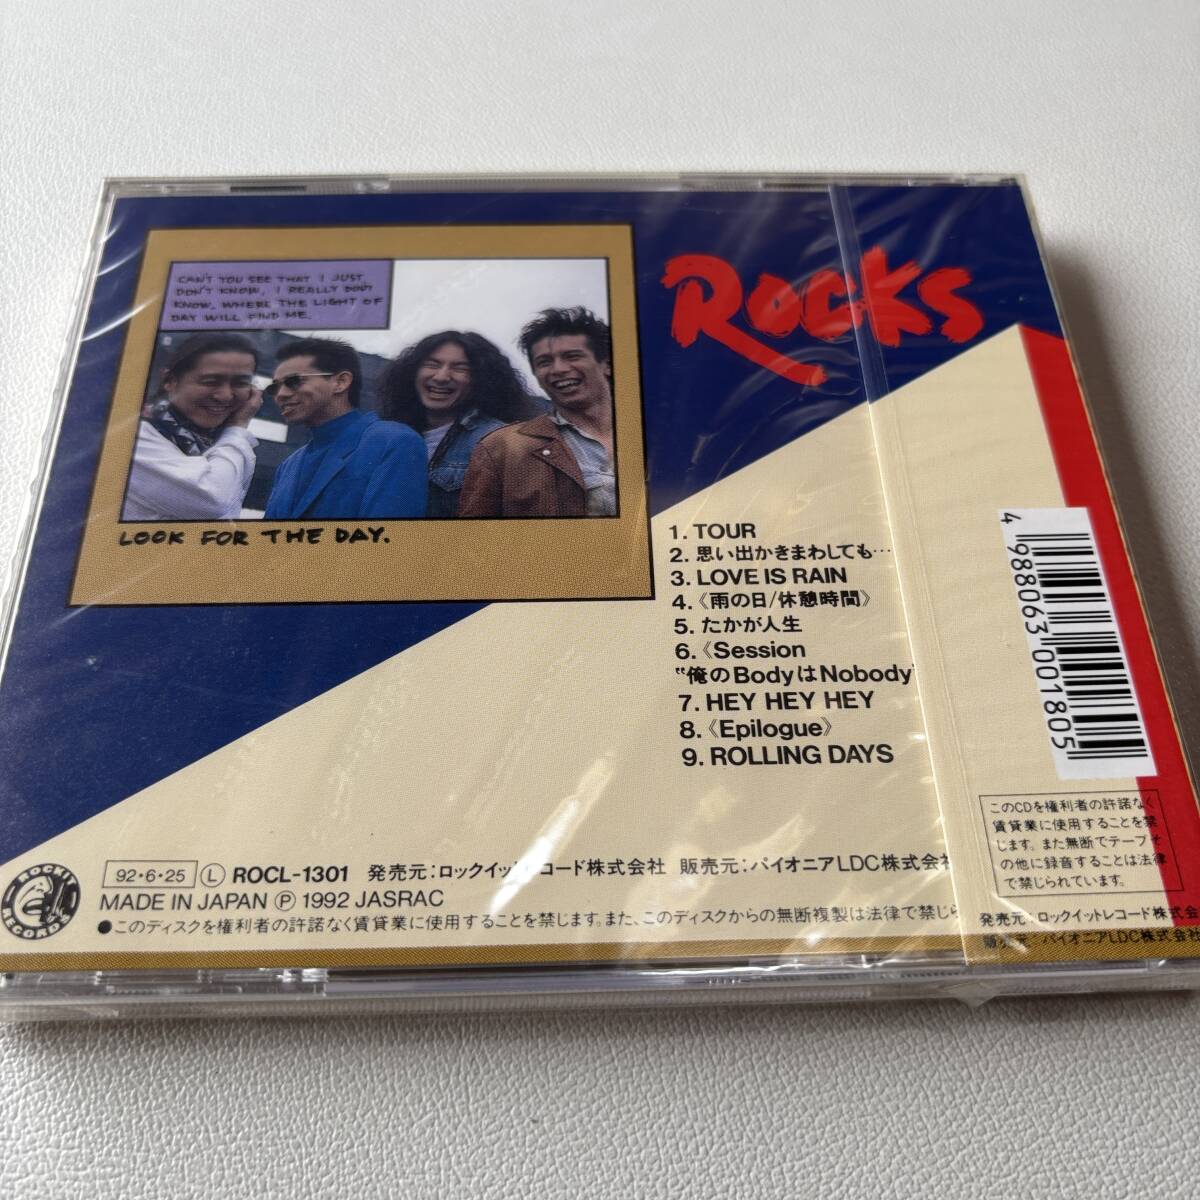 CAN'T YOU SEE THAT I JUST
DON'T KNOW, I REALLY DON'T
KNOW, WHERE THE LIGHT OF
DAY WILL FIND ME.
LOOK FOR THE DAY.
ROCKS
1. TOUR
2. 思い出かきまわしても…
3. LOVE IS RAIN
4.《雨の日/休憩時間》
5. たかが人生
6.《Session
“俺のBodyはNobody”
7. HEY HEY HEY
8.《Epilogue》
9. ROLLING DAYS
4 988063 001805
このCDを権利者の許諾なく
賃貸業に使用することを禁
じます。また無断でテープそ
の他に録音することは法律
で禁じられています。
発売元:ロックイットレコード株式会
販売元:パイオニアLDC株式会社
92・6・25 Ⓛ ROCL-1301 発売元:ロックイットレコード株式会社 販売元:パイオニアLDC株式会社
MADE IN JAPAN Ⓟ 1992 JASRAC
●このディスクを権利者の許諾なく賃貸業に使用することを禁じます。また、このディスクからの無断複製は法律で禁じら
ROCKIT
RECORDS